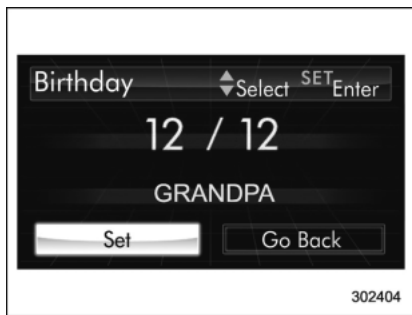 Birthday Select SET Enter
12 / 12
GRANDPA
Set Go Back
302404